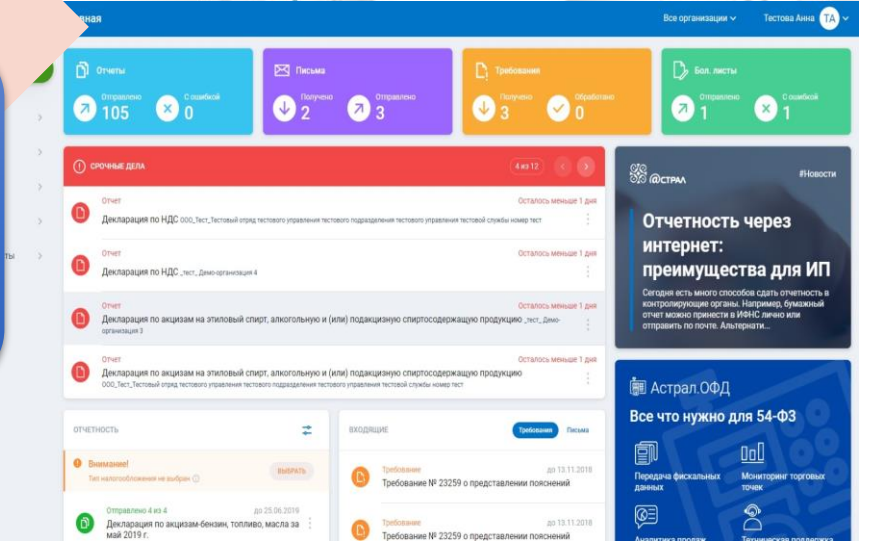 вная
Все организации
Тестова Анна
ТА
Отчеты
Отправлено
105
С ошибкой
0
Письма
Получено
2
Отправлено
3
Требования
Получено
3
Обработано
0
Бол. листы
Отправлено
1
С ошибкой
1
СРОЧНЫЕ ДЕЛА
4 из 12
Отчет
Осталось меньше 1 дня
Декларация по НДС ООО_Тест_Тестовый отряд тестового управления тестового подразделения тестового управления тестовой службы номер тест
Отчет
Осталось меньше 1 дня
Декларация по НДС _тест_ Демо-организация 4
Отчет
Осталось меньше 1 дня
Декларация по акцизам на этиловый спирт, алкогольную и (или) подакцизную спиртосодержащую продукцию _тест_ Демо-
организация 3
Отчет
Осталось меньше 1 дня
Декларация по акцизам на этиловый спирт, алкогольную и (или) подакцизную спиртосодержащую продукцию
ООО_Тест_Тестовый отряд тестового управления тестового подразделения тестового управления тестовой службы номер тест
ты
ОТЧЕТНОСТЬ
Внимание!
Тип налогообложения не выбран
ВЫБРАТЬ
Отправлено 4 из 4
до 25.06.2019
Декларация по акцизам-бензин, топливо, масла за
май 2019 г.
ВХОДЯЩИЕ
Требования
Письма
Требование
до 13.11.2018
Требование № 23259 о представлении пояснений
Требование
до 13.11.2018
Требование № 23259 о представлении пояснений
@СТРАЛ
#Новости
Отчетность через
интернет:
преимущества для ИП
Сегодня есть много способов сдать отчетность в
контролирующие органы. Например, бумажный
отчет можно принести в ИФНС лично или
отправить по почте. Альтернати...
Астрал.ОФД
Все что нужно для 54-ФЗ
Передача фискальных
данных
Мониторинг торговых
точек
Аналитика продаж
Техническая поддержка